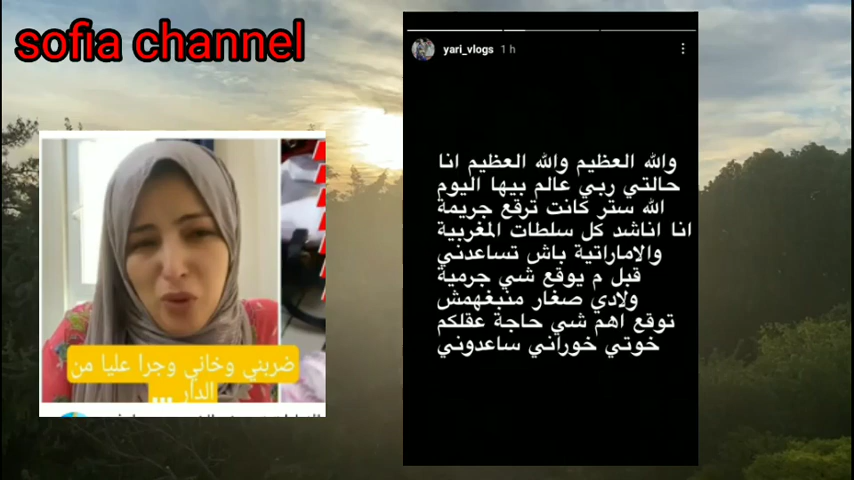 sofia channel
yari_vlogs 1 h
والله العظيم والله العظيم انا
حالتي ربي عالم بيها اليوم
الله ستر كانت ترقع جريمة
انا اناشد كل سلطات المغربية
والاماراتية باش تساعدني
قبل م يوقع شي جرمية
ولادي صغار منبغهمش
توقع اهم شي حاجة عقلكم
خوتي خوراني ساعدوني
ضربني وخاني وجرا عليا من
الدار ...